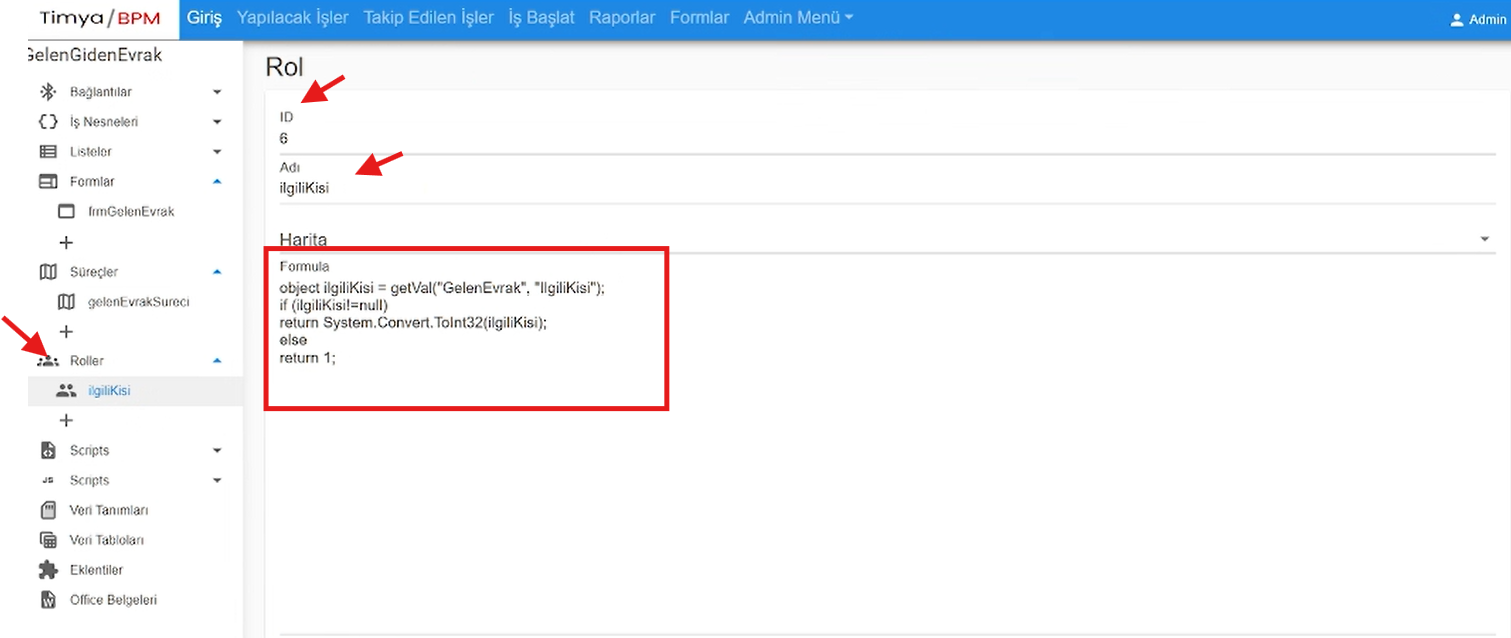 Timya/BPM
Giriş Yapılacak İşler Takip Edilen İşler İş Başlat Raporlar Formlar Admin Menü
Admin
GelenGidenEvrak
Bağlantılar
İş Nesneleri
Listeler
Formlar
frmGelenEvrak
+
Süreçler
gelenEvrakSureci
+
Roller
ilgiliKisi
+
Scripts
JS Scripts
Veri Tanımları
Veri Tabloları
Eklentiler
W Office Belgeleri
Rol
ID
6
Adı
ilgiliKisi
Harita
Formula
object ilgiliKisi = getVal("GelenEvrak", "IlgiliKisi");
if (ilgiliKisi!=null)
return System.Convert.ToInt32(ilgiliKisi);
else
return 1;